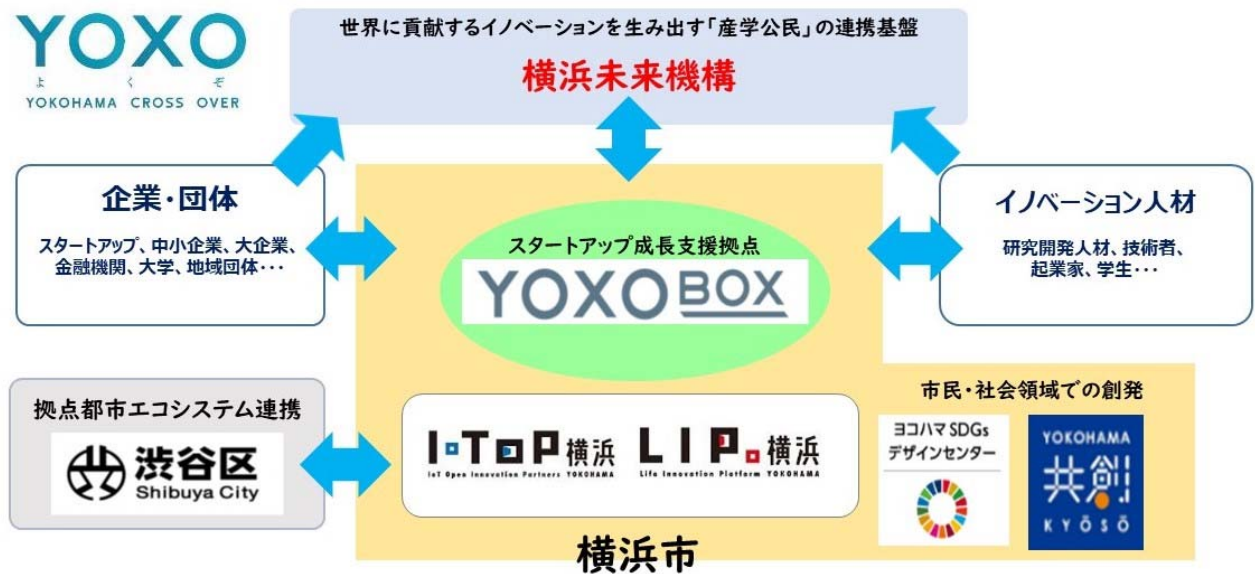 YOXO
よくぞ
YOKOHAMA CROSS OVER
世界に貢献するイノベーションを生み出す「産学公民」の連携基盤
横浜未来機構
企業・団体
スタートアップ、中小企業、大企業、
金融機関、大学、地域団体・・・
スタートアップ成長支援拠点
YOXO BOX
イノベーション人材
研究開発人材、技術者、
起業家、学生・・・
拠点都市エコシステム連携
渋谷区
Shibuya City
I・ToP横浜
IoT Open Innovation Partners YOKOHAMA
LIP.横浜
Life Innovation Platform YOKOHAMA
市民・社会領域での創発
ヨコハマSDGs
デザインセンター
YOKOHAMA
共創
KYŌSŌ
横浜市